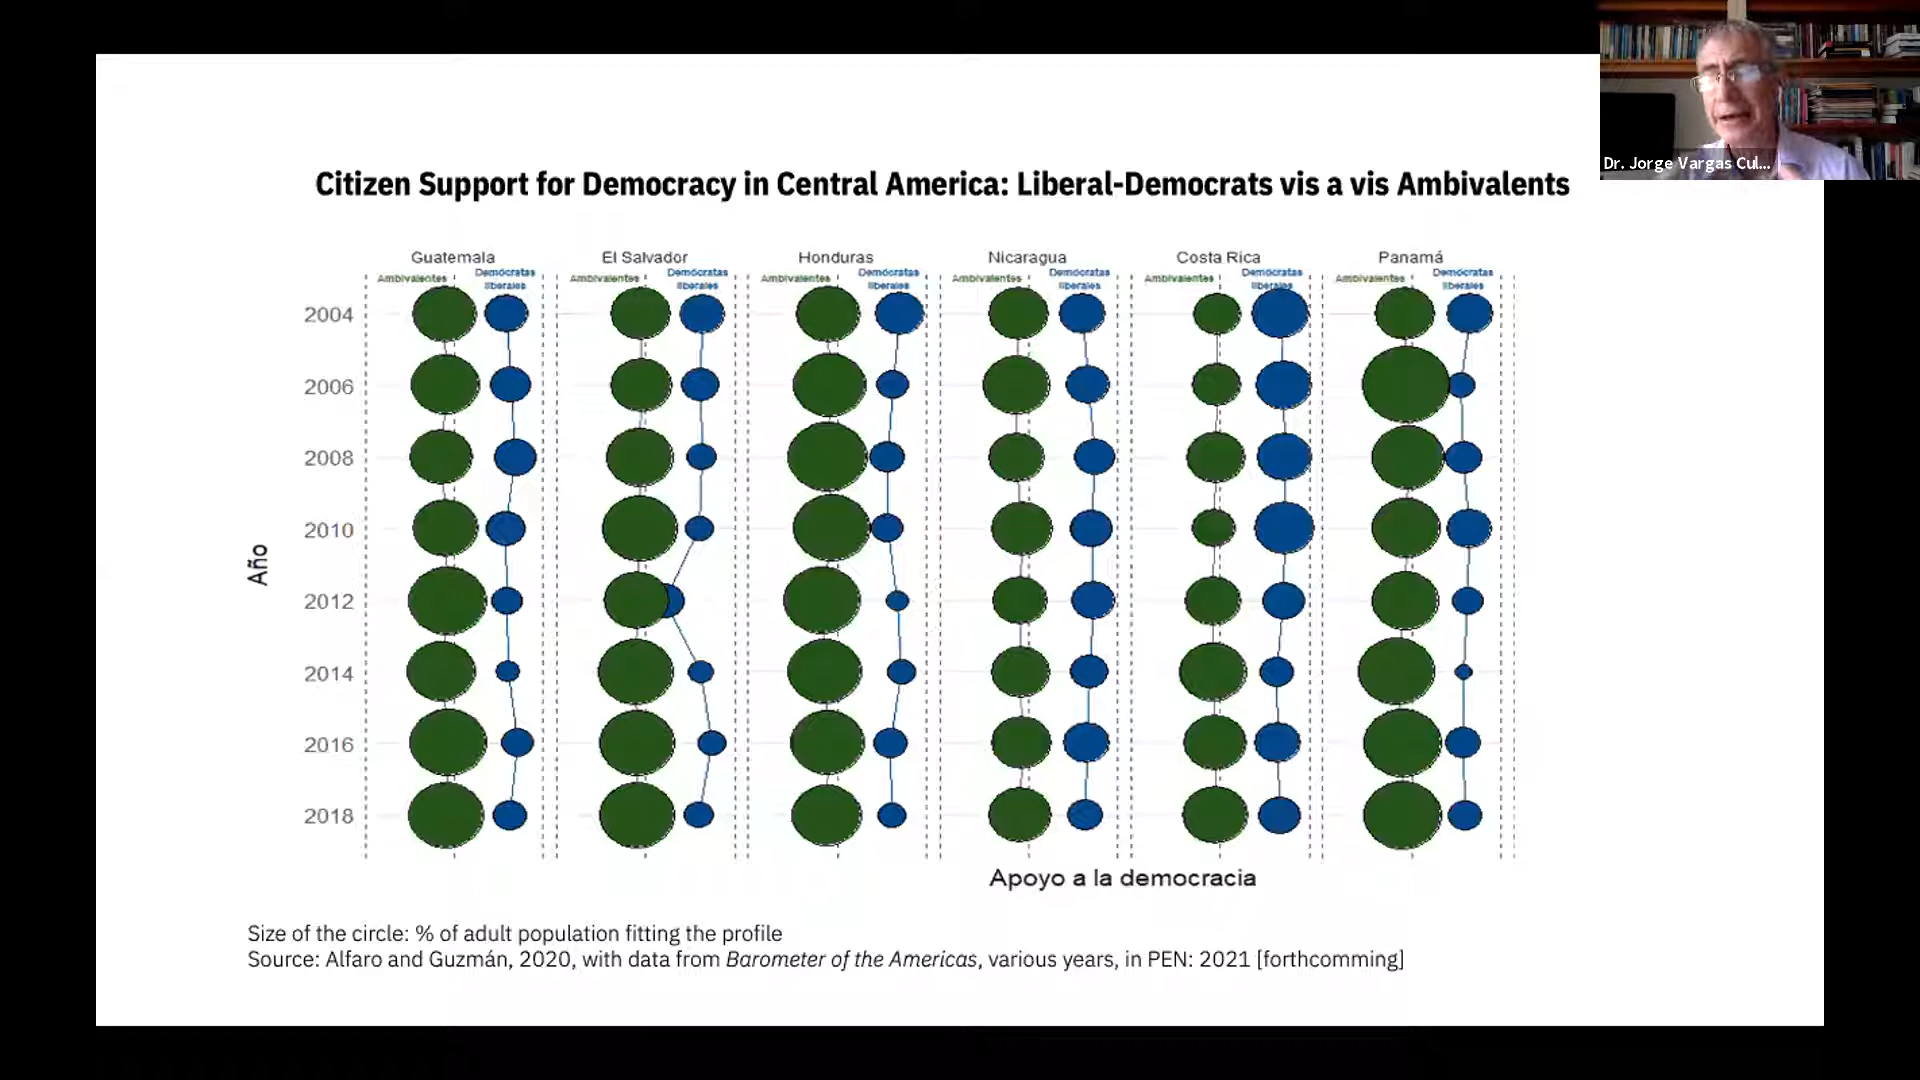 Dr. Jorge Vargas Cul...
Citizen Support for Democracy in Central America: Liberal-Democrats vis a vis Ambivalents
Guatemala El Salvador Honduras Nicaragua Costa Rica Panamá
Ambivalentes Demócratas liberales Ambivalentes Demócratas liberales Ambivalentes Demócratas liberales Ambivalentes Demócratas liberales Ambivalentes Demócratas liberales Ambivalentes Demócratas liberales
2004
2006
2008
2010
Año
2012
2014
2016
2018
Apoyo a la democracia
Size of the circle: % of adult population fitting the profile
Source: Alfaro and Guzmán, 2020, with data from Barometer of the Americas, various years, in PEN: 2021 [forthcomming]